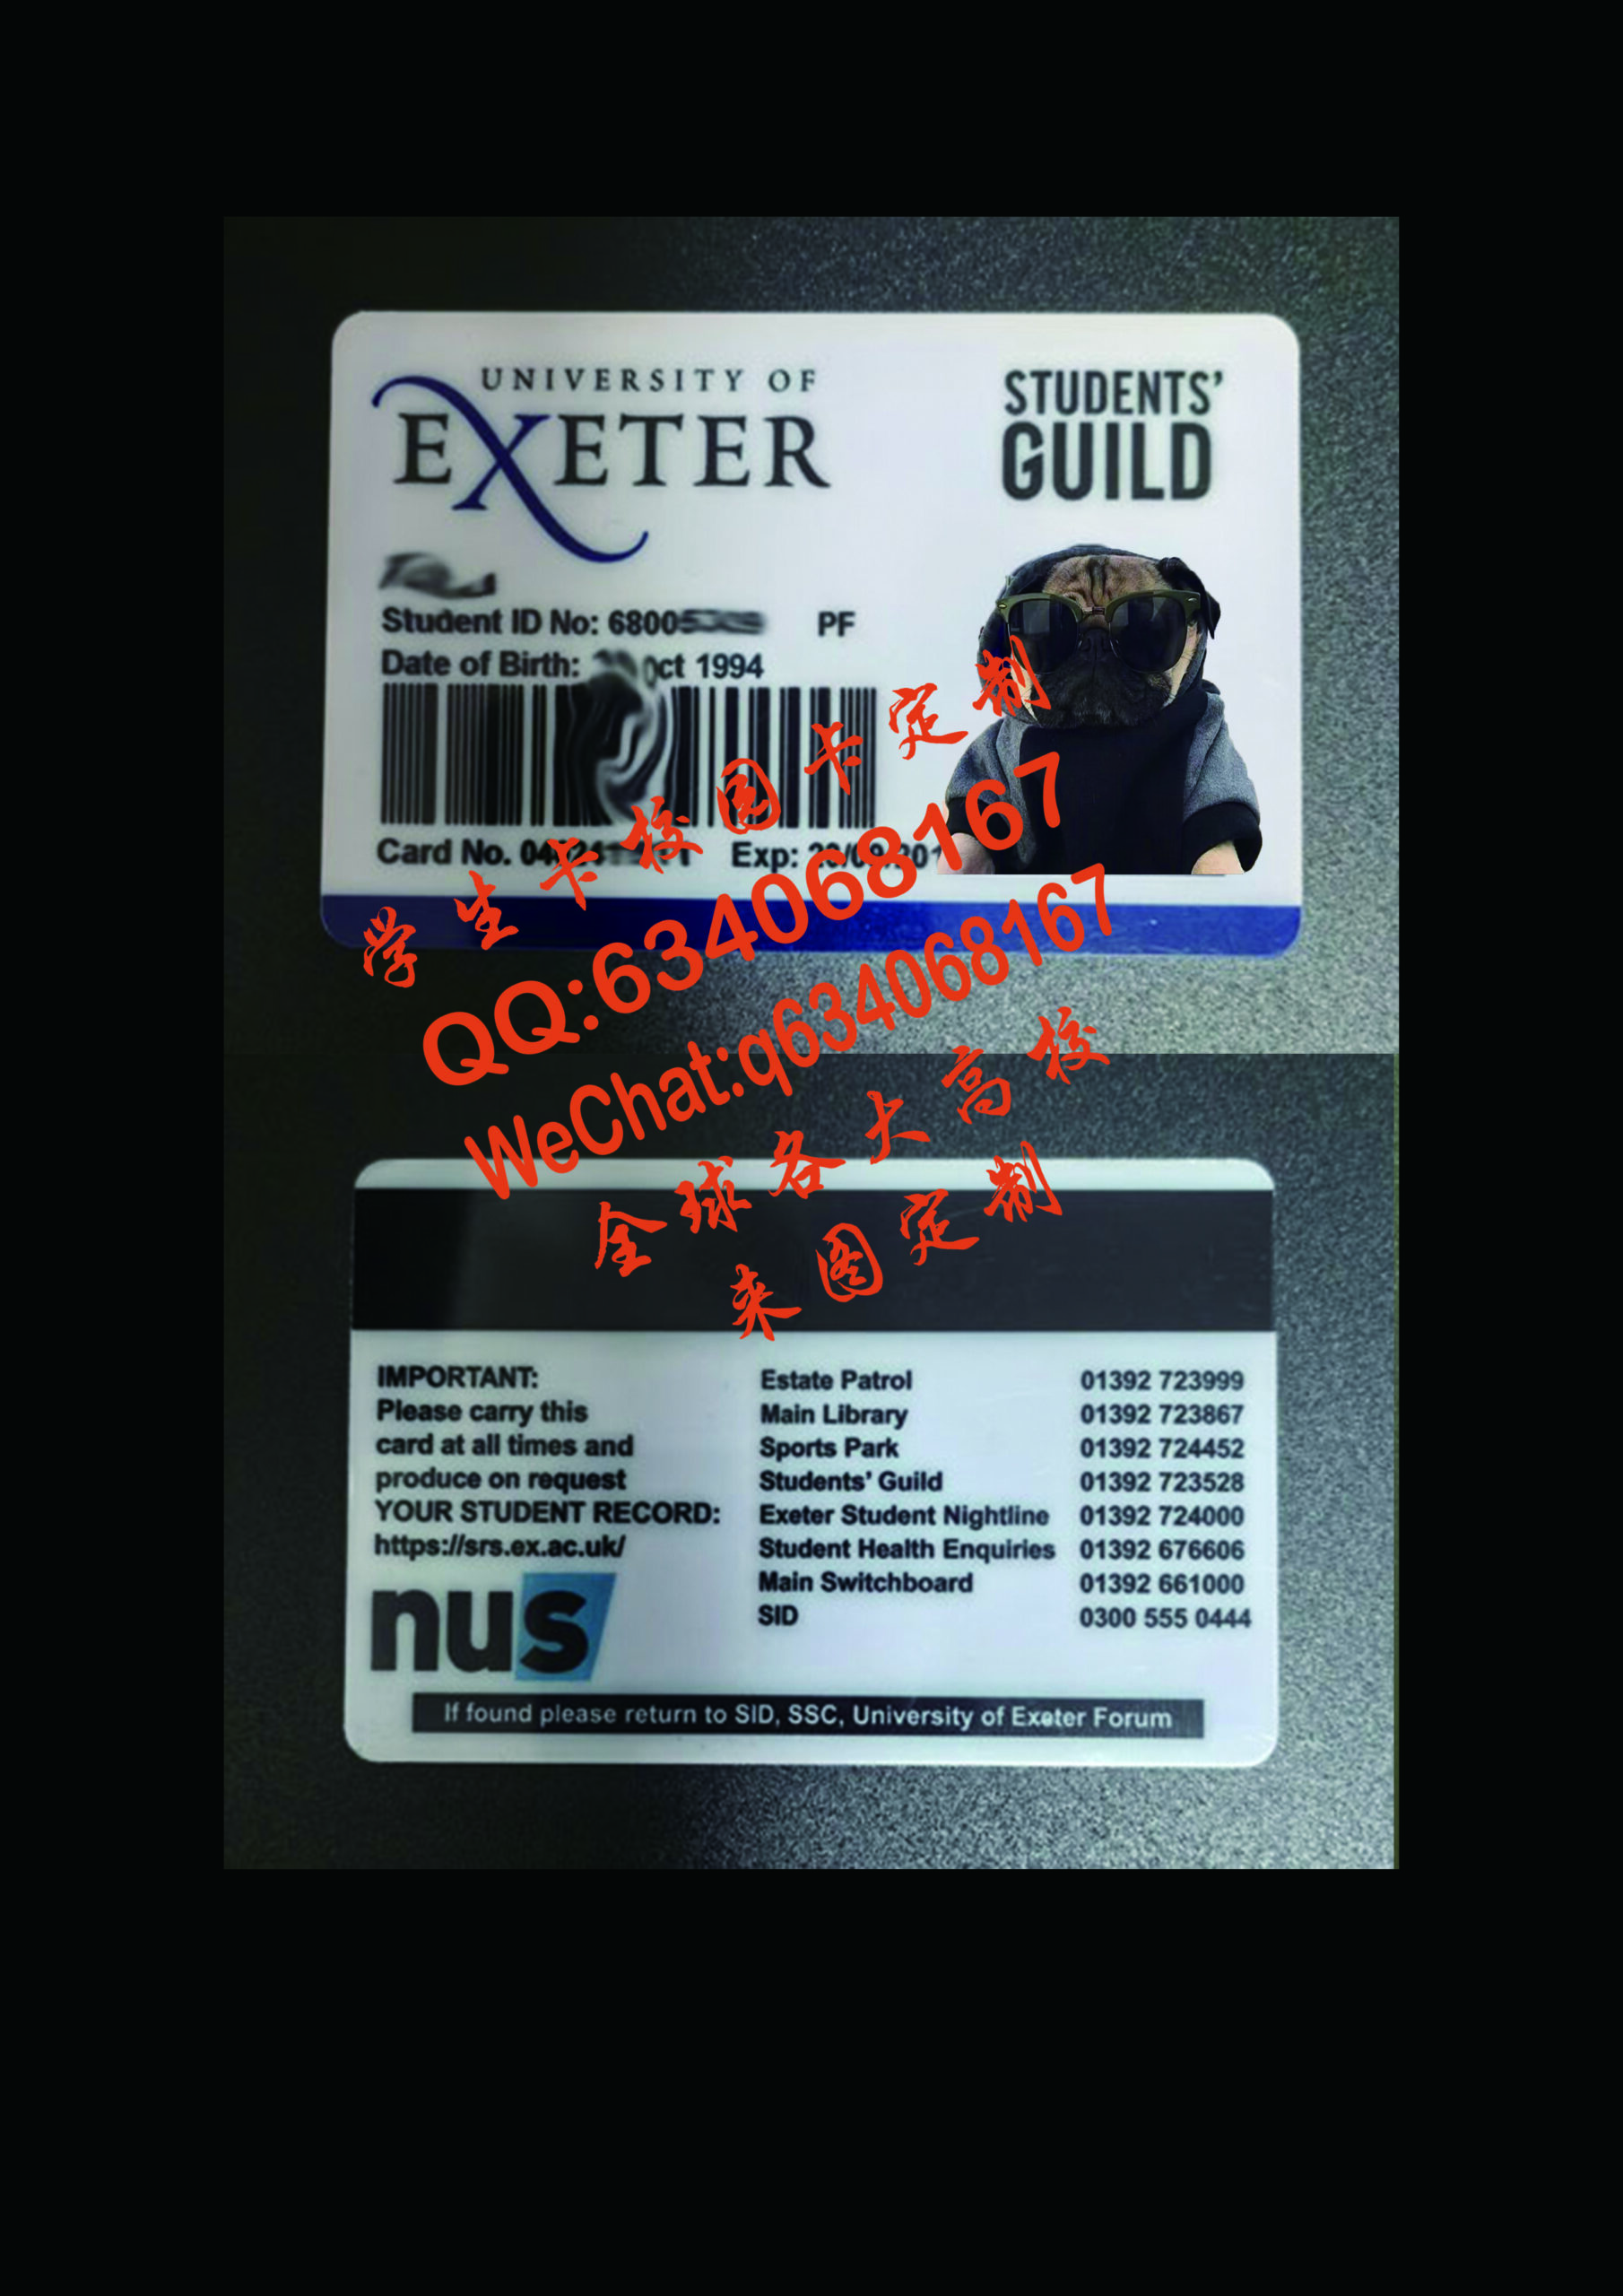 UNIVERSITY OF
EXETER
STUDENTS'
GUILD
Student ID No: 6800
PF
Date of Birth: Oct 1994
Card No. 04
Exp:
学生卡校园卡定制
QQ:634068167
WeChat:q634068167
全球各大高校
来图定制
IMPORTANT:
Please carry this
card at all times and
produce on request
YOUR STUDENT RECORD:
https://srs.ex.ac.uk/
nus
Estate Patrol 01392 723999
Main Library 01392 723867
Sports Park 01392 724452
Students' Guild 01392 723528
Exeter Student Nightline 01392 724000
Student Health Enquiries 01392 676606
Main Switchboard 01392 661000
SID 0300 555 0444
If found please return to SID, SSC, University of Exeter Forum